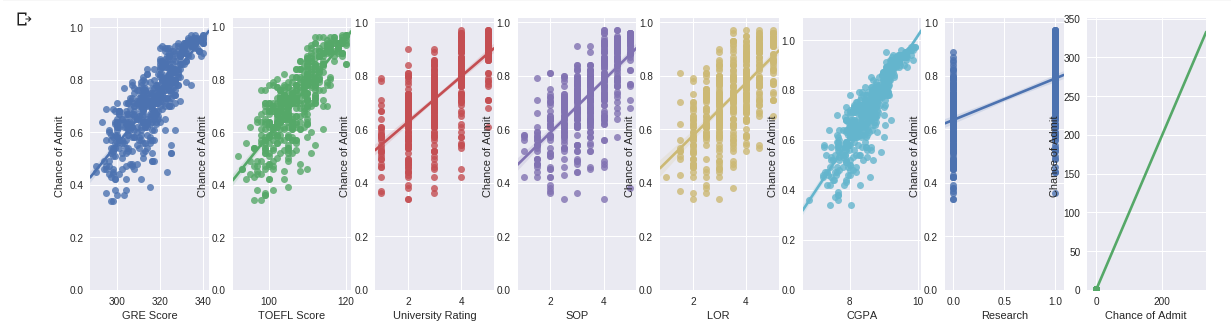 1.0 0.8 0.6 0.4 0.2 0.0
Chance of Admit
300 320 340
GRE Score
1.0 0.8 0.6 0.4 0.2 0.0
Chance of Admit
100 120
TOEFL Score
1.0 0.8 0.6 0.4 0.2 0.0
Chance of Admit
2 4
University Rating
1.0 0.8 0.6 0.4 0.2 0.0
Chance of Admit
2 4
SOP
1.0 0.8 0.6 0.4 0.2 0.0
Chance of Admit
2 4
LOR
1.0 0.8 0.6 0.4 0.2
Chance of Admit
8 10
CGPA
1.0 0.8 0.6 0.4 0.2 0.0
Chance of Admit
0.0 0.5 1.0
Research
350 300 250 200 150 100 50 0
Chance of Admit
0 200
Chance of Admit